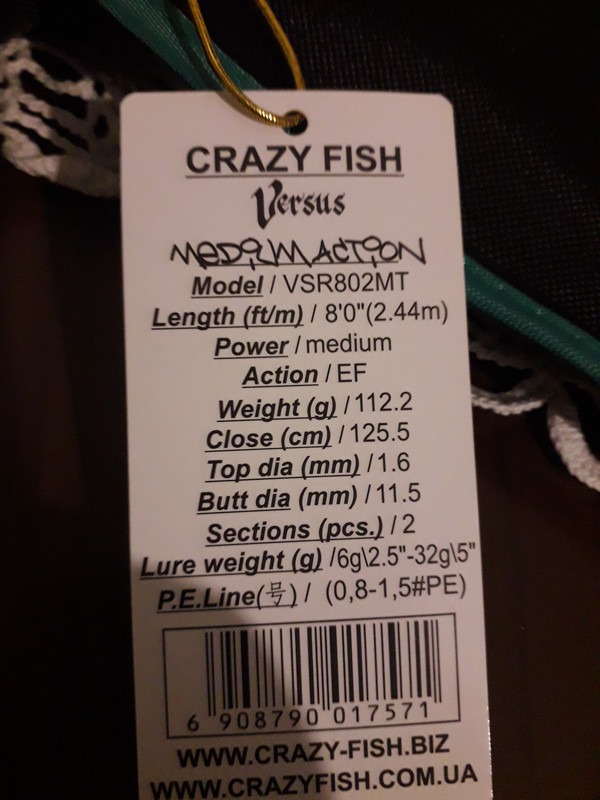 CRAZY FISH
Versus
MEDIUM ACTION
Model / VSR802MT
Length (ft/m) / 8'0"(2.44m)
Power / medium
Action / EF
Weight (g) / 112.2
Close (cm) / 125.5
Top dia (mm) / 1.6
Butt dia (mm) / 11.5
Sections (pcs.) / 2
Lure weight (g) /6g\2.5"-32g\5"
P.E.Line(号) / (0,8-1,5#PE)
6 908790 017571
WWW.CRAZY-FISH.BIZ
WWW.CRAZYFISH.COM.UA